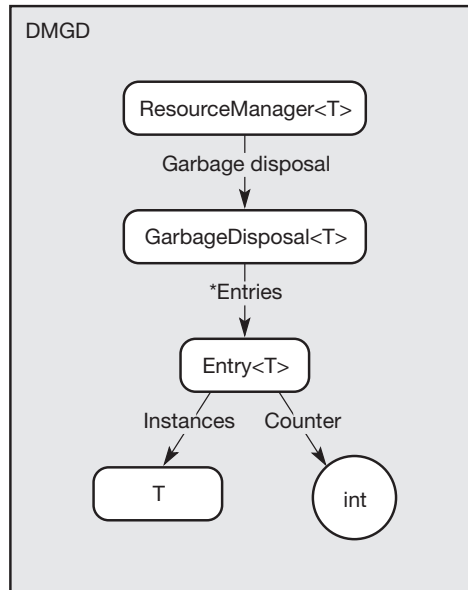 DMGD
ResourceManager<T>
Garbage disposal
GarbageDisposal<T>
*Entries
Entry<T>
Instances Counter
T int